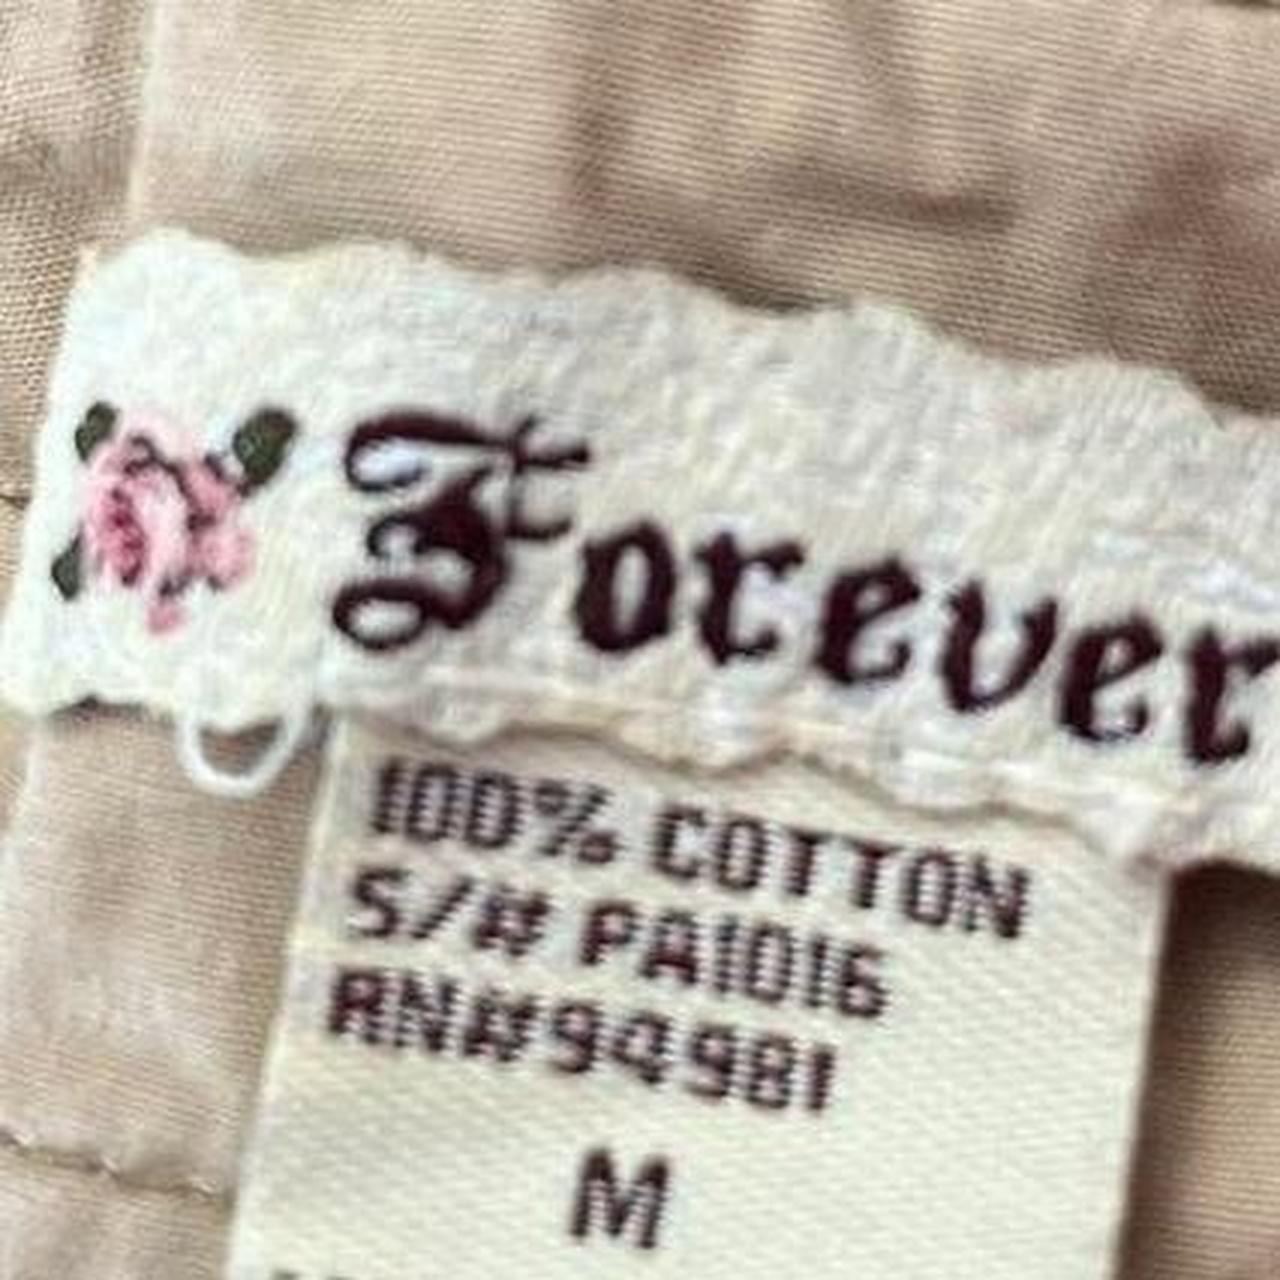 Forever
100% COTTON
S/# PA1016
RN#94981
M